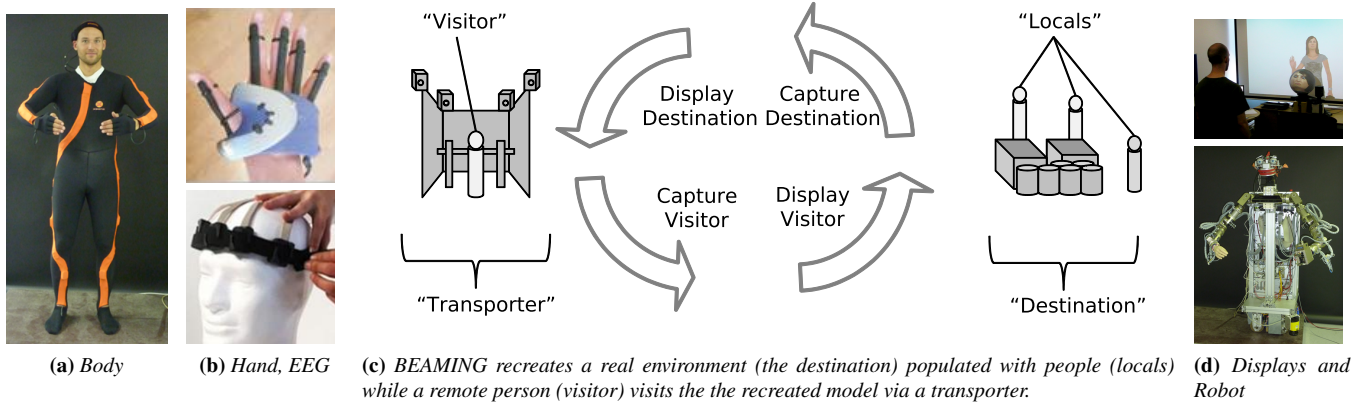 “Visitor”
“Locals”
Display
Destination
Capture
Destination
Capture
Visitor
Display
Visitor
“Transporter”
“Destination”
(a) Body
(b) Hand, EEG
(c) BEAMING recreates a real environment (the destination) populated with people (locals)
while a remote person (visitor) visits the the recreated model via a transporter.
(d) Displays and
Robot